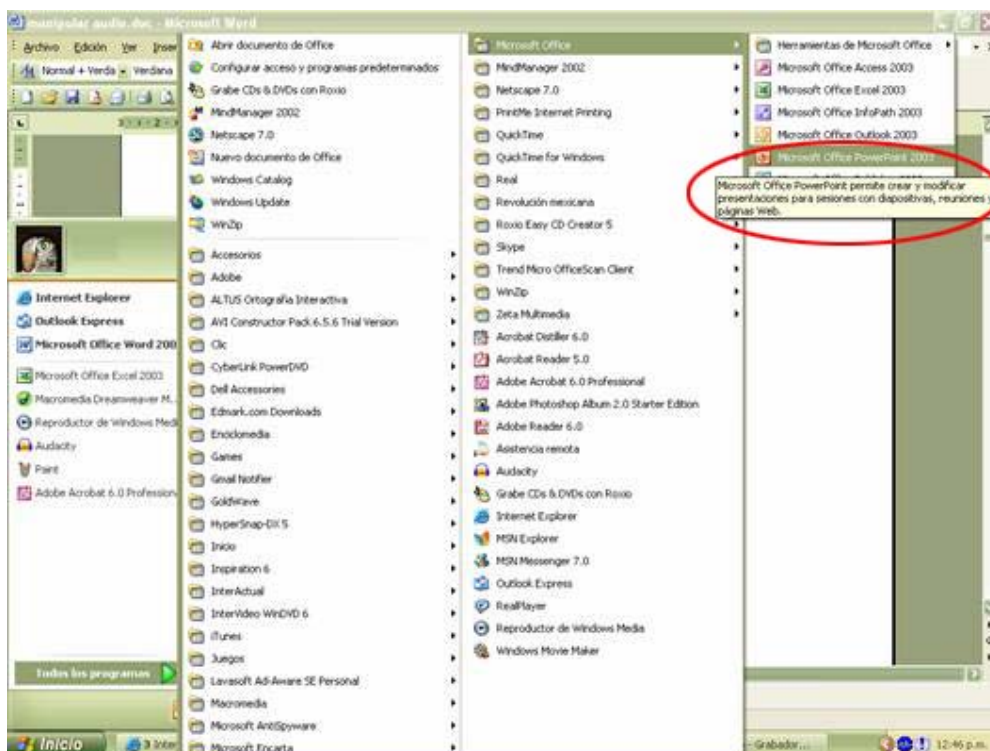 manipular audio.doc - Microsoft Word
Archivo Edición Ver Inser
Normal + Verda Verdana
3 1 2 1
Internet Explorer
Outlook Express
Microsoft Office Word 200
Microsoft Office Excel 2003
Macromedia Dreamweaver M
Reproductor de Windows Medi
Audacity
Paint
Adobe Acrobat 6.0 Profession
Todos los programas
Abrir documento de Office
Configurar acceso y programas predeterminados
Grabe CDs & DVDs con Roxio
MindManager 2002
Netscape 7.0
Nuevo documento de Office
Windows Catalog
Windows Update
WinZip
Accesorios
Adobe
ALTUS Ortografía Interactiva
AVI Constructor Pack 6.5.6 Trial Version
Clic
CyberLink PowerDVD
Dell Accessories
Edmark.com Downloads
Enciclomedia
Games
Gmail Notifier
GoldWave
HyperSnap-DX 5
Inicio
Inspiration 6
InterActual
InterVideo WinDVD 6
iTunes
Juegos
Lavasoft Ad-Aware SE Personal
Macromedia
Microsoft AntiSpyware
Microsoft Encarta
Microsoft Office
MindManager 2002
Netscape 7.0
PrintMe Internet Printing
QuickTime
QuickTime for Windows
Real
Revolución mexicana
Roxio Easy CD Creator 5
Skype
Trend Micro OfficeScan Client
WinZip
Zeta Multimedia
Acrobat Distiller 6.0
Acrobat Reader 5.0
Adobe Acrobat 6.0 Professional
Adobe Photoshop Album 2.0 Starter Edition
Adobe Reader 6.0
Asistencia remota
Audacity
Grabe CDs & DVDs con Roxio
Internet Explorer
MSN Explorer
MSN Messenger 7.0
Outlook Express
RealPlayer
Reproductor de Windows Media
Windows Movie Maker
Herramientas de Microsoft Office
Microsoft Office Access 2003
Microsoft Office Excel 2003
Microsoft Office InfoPath 2003
Microsoft Office Outlook 2003
Microsoft Office PowerPoint 2003
Microsoft Office PowerPoint permite crear y modificar
presentaciones para sesiones con diapositivas, reuniones y
páginas Web.
Inicio
3 Inter
- Grabador...
12:46 p.m.